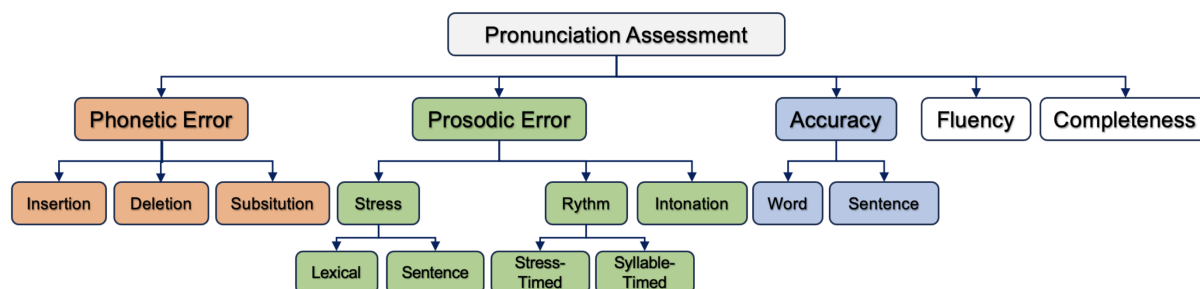 Pronunciation Assessment
Phonetic Error
Prosodic Error
Accuracy
Fluency
Completeness
Insertion
Deletion
Subsitution
Stress
Rythm
Intonation
Word
Sentence
Lexical
Sentence
Stress-
Timed
Syllable-
Timed